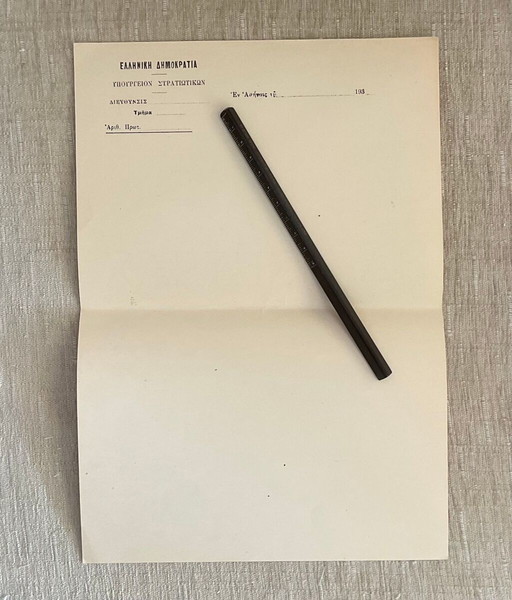 ΕΛΛΗΝΙΚΗ ΔΗΜΟΚΡΑΤΙΑ
ΥΠΟΥΡΓΕΙΟΝ ΣΤΡΑΤΙΩΤΙΚΩΝ
ΔΙΕΥΘΥΝΣΙΣ
Τμῆμα
Ἀριθ. Πρωτ.
Ἐν Ἀθήναις τῇ 193